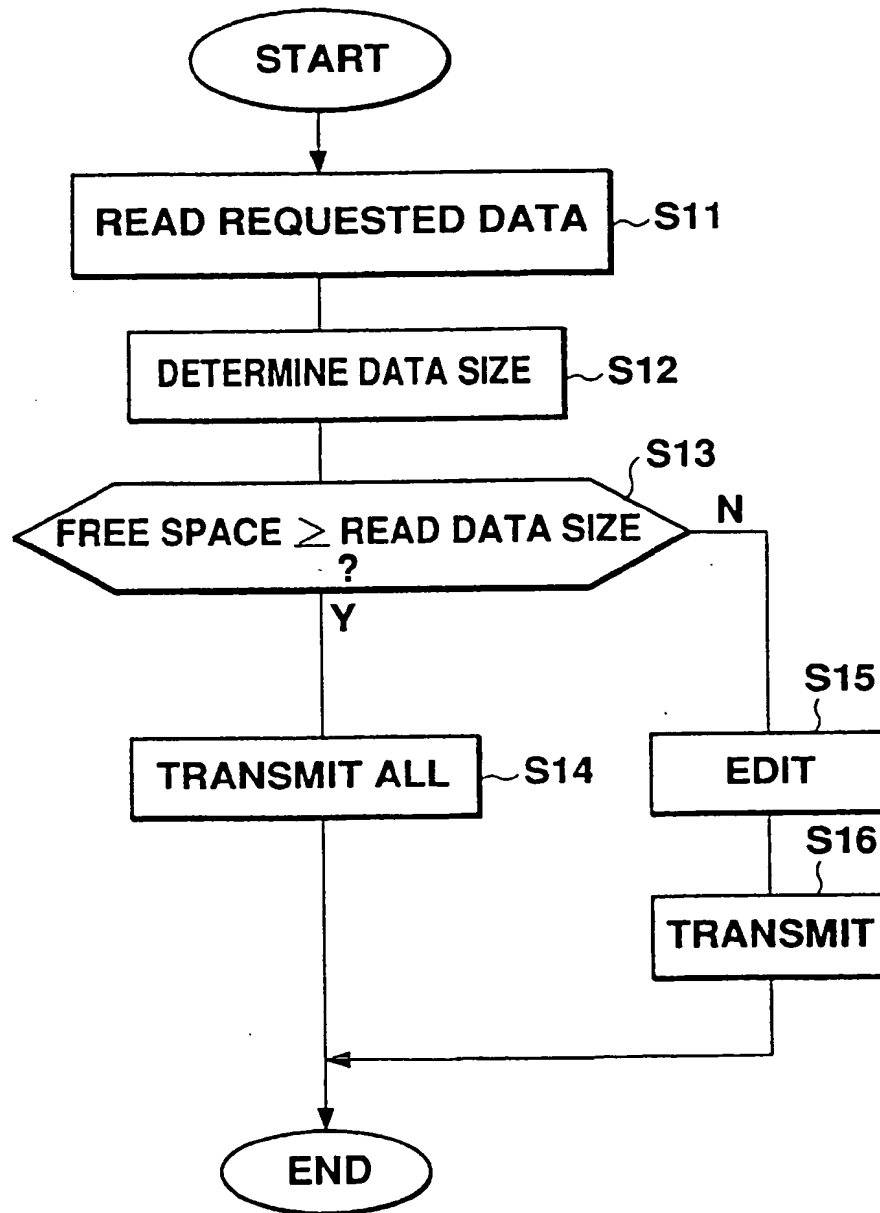 START
READ REQUESTED DATA
S11
DETERMINE DATA SIZE
S12
S13
FREE SPACE ≥ READ DATA SIZE
?
N
Y
S15
TRANSMIT ALL
S14
EDIT
S16
TRANSMIT
END